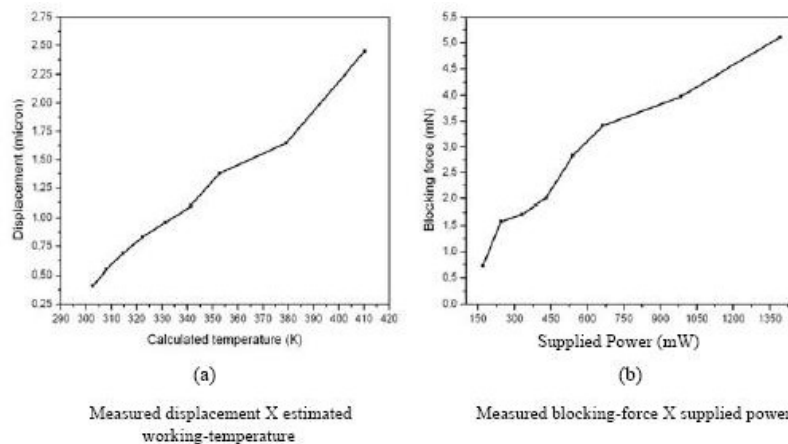 2.75
2.50
2.25
2.00
1.75
1.50
1.25
1.00
0.75
0.50
0.25
Displacement (micron)
290 300 310 320 330 340 350 360 370 380 390 400 410 420
Calculated temperature (K)
(a)
Measured displacement X estimated
working-temperature
5,5
5,0
4,5
4,0
3,5
3,0
2,5
2,0
1,5
1,0
0,5
0,0
Blocking force (mN)
150 300 450 600 750 900 1050 1200 1350
Supplied Power (mW)
(b)
Measured blocking-force X supplied power